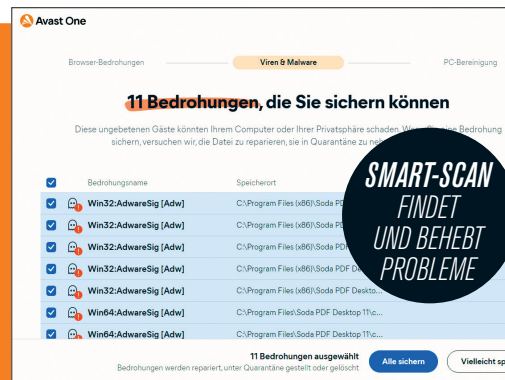 Avast One
Browser-Bedrohungen
Viren & Malware
PC-Bereinigung
11 Bedrohungen, die Sie sichern können
Diese ungebetenen Gäste könnten Ihrem Computer oder Ihrer Privatsphäre schaden. Bedrohung
sichern, versuchen wir, die Datei zu reparieren, sie in Quarantäne zu
SMART-SCAN
FINDET
UND BEHEBT
PROBLEME
Bedrohungsname Speicherort
Win32:AdwareSig [Adw] C:\Program Files (x86)\Soda
Win32:AdwareSig [Adw] C:\Program Files (x86)\Soda
Win32:AdwareSig [Adw] C:\Program Files (x86)\Soda
Win32:AdwareSig [Adw] C:\Program Files (x86)\Soda PDF
Win32:AdwareSig [Adw] C:\Program Files (x86)\Soda PDF Deskto...
Win64:AdwareSig [Adw] C:\Program Files\Soda PDF Desktop 11\c...
Win64:AdwareSig [Adw] C:\Program Files\Soda PDF Desktop 11\c...
11 Bedrohungen ausgewählt
Bedrohungen werden repariert, unter Quarantäne gestellt oder gelöscht
Alle sichern
Vielleicht sp